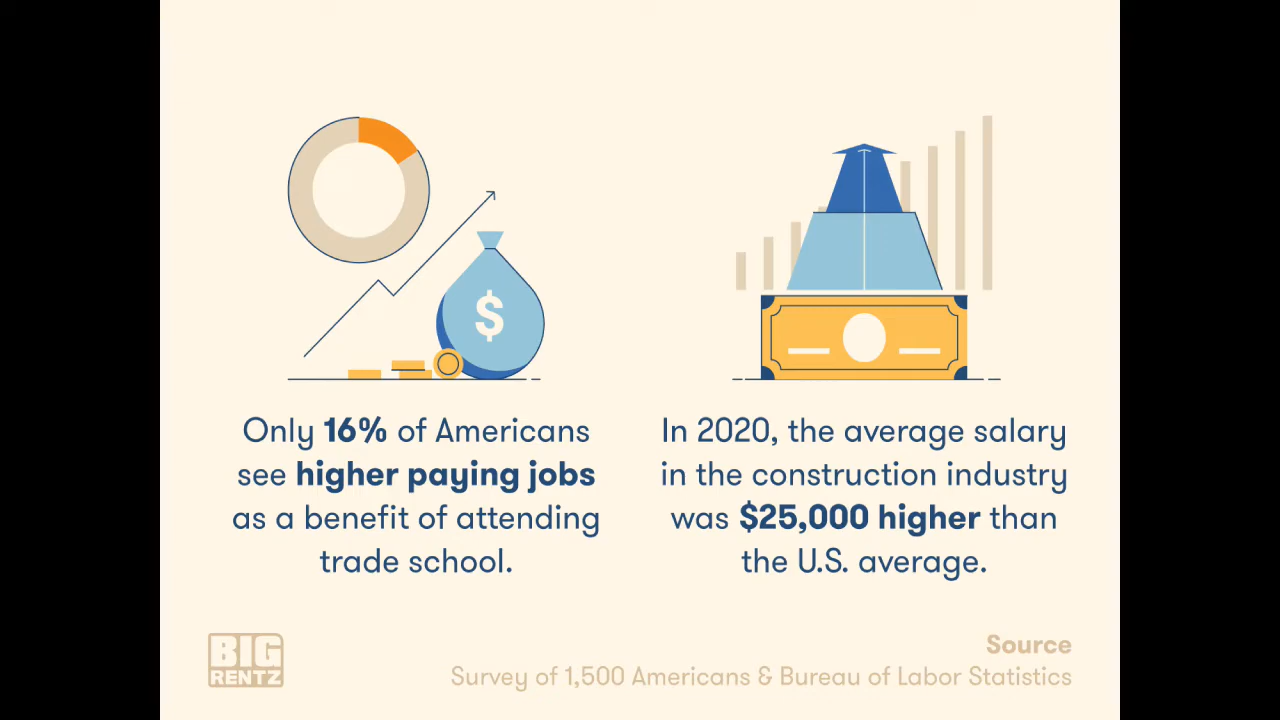 $
Only 16% of Americans
see higher paying jobs
as a benefit of attending
trade school.
In 2020, the average salary
in the construction industry
was $25,000 higher than
the U.S. average.
BIG
RENTZ
Source
Survey of 1,500 Americans & Bureau of Labor Statistics